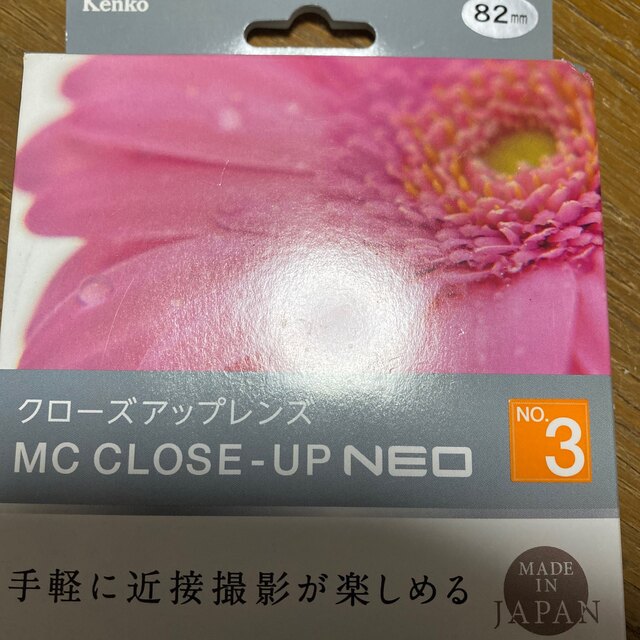 Kenko
82mm
クローズアップレンズ
MC CLOSE-UP NEO
NO.3
手軽に近接撮影が楽しめる
MADE
IN
JAPAN